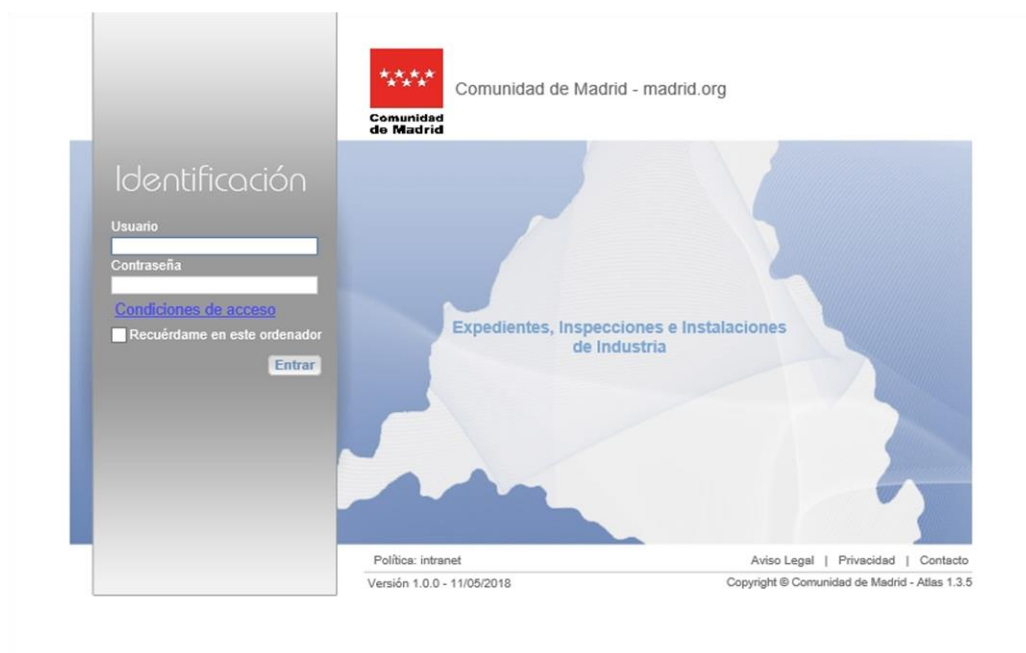 Comunidad
de Madrid
Comunidad de Madrid - madrid.org
Identificación
Usuario
Contraseña
Condiciones de acceso
Recuérdame en este ordenador
Entrar
Expedientes, Inspecciones e Instalaciones
de Industria
Política: intranet
Aviso Legal | Privacidad | Contacto
Versión 1.0.0 - 11/05/2018
Copyright © Comunidad de Madrid - Atlas 1.3.5